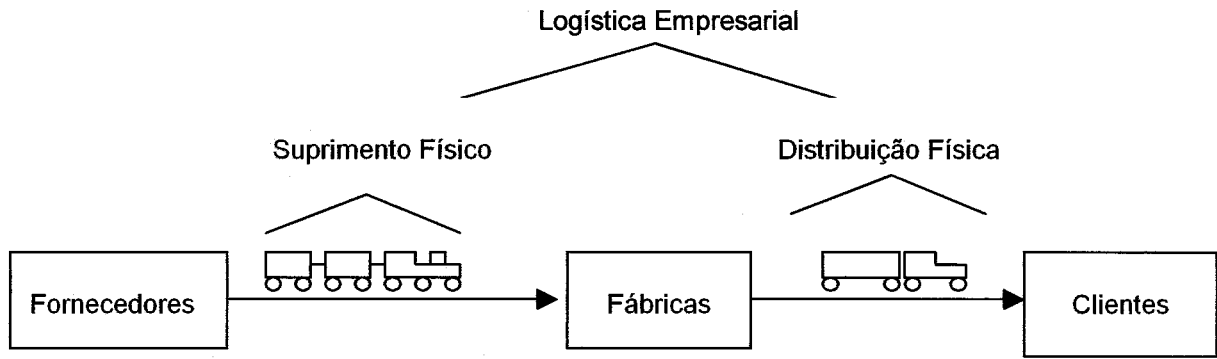 Logística Empresarial
Suprimento Físico
Distribuição Física
Fornecedores
Fábricas
Clientes